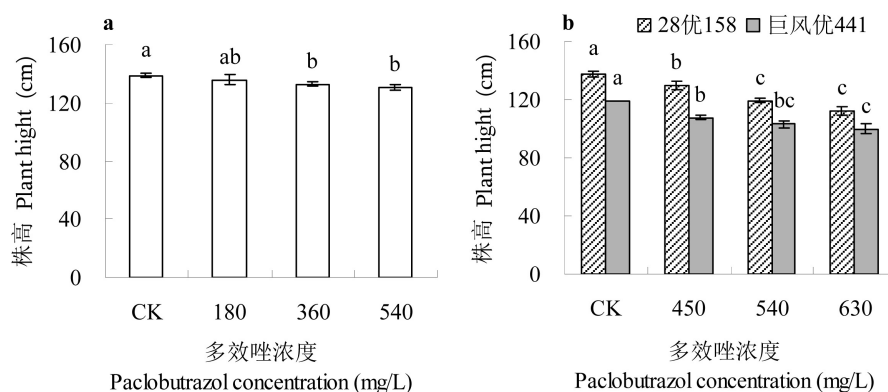 a
160
120
80
40
0
株高 Plant hight (cm)
a ab b b
CK 180 360 540
多效唑浓度
Paclobutrazol concentration (mg/L)
b 28优158 巨风优441
160
120
80
40
0
株高 Plant hight (cm)
a a b b c bc c c
CK 450 540 630
多效唑浓度
Paclobutrazol concentration (mg/L)